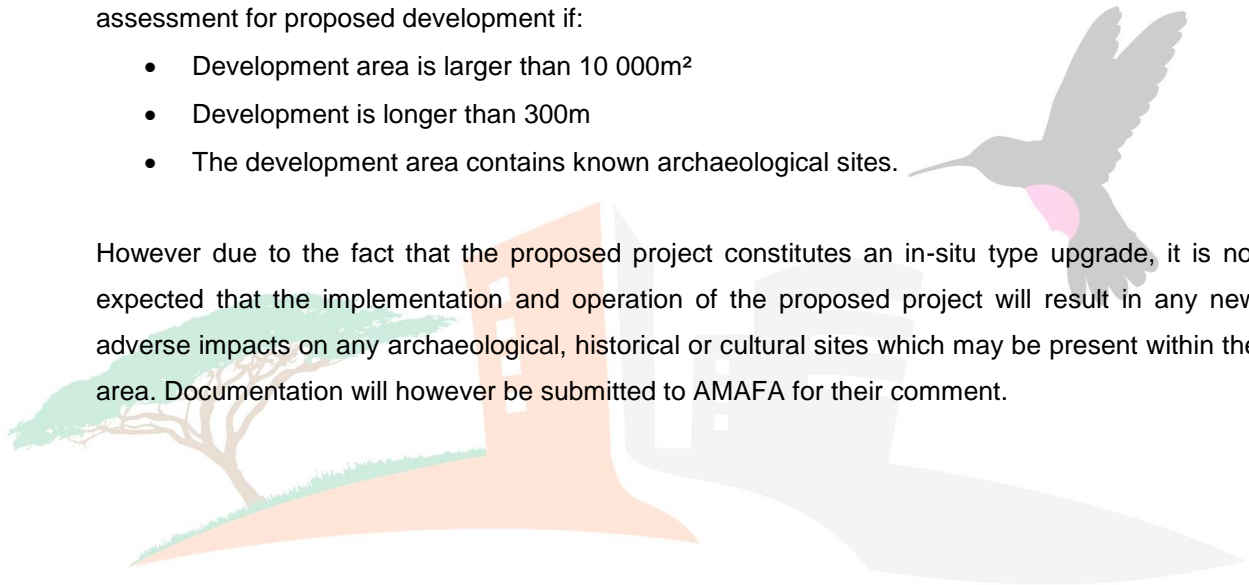 assessment for proposed development if:
• Development area is larger than 10 000m²
• Development is longer than 300m
• The development area contains known archaeological sites.
However due to the fact that the proposed project constitutes an in-situ type upgrade, it is no
expected that the implementation and operation of the proposed project will result in any new
adverse impacts on any archaeological, historical or cultural sites which may be present within the
area. Documentation will however be submitted to AMAFA for their comment.